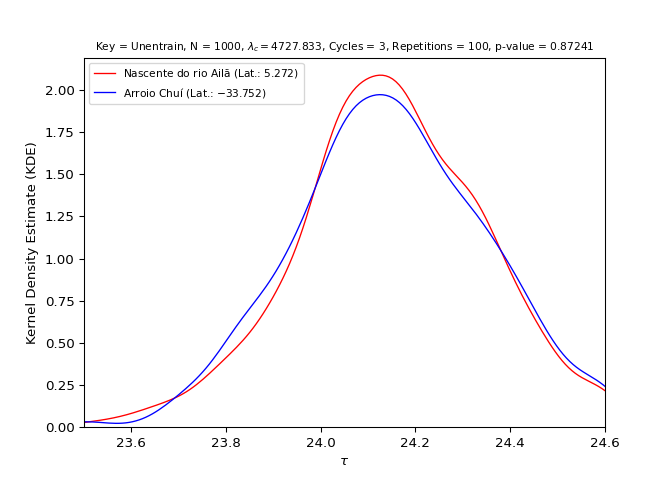 Key = Unentrain, N = 1000, λc = 4727.833, Cycles = 3, Repetitions = 100, p-value = 0.87241
Nascente do rio Ailã (Lat.: 5.272)
Arroio Chuí (Lat.: −33.752)
Kernel Density Estimate (KDE)
2.00
1.75
1.50
1.25
1.00
0.75
0.50
0.25
0.00
23.6 23.8 24.0 24.2 24.4 24.6
τ